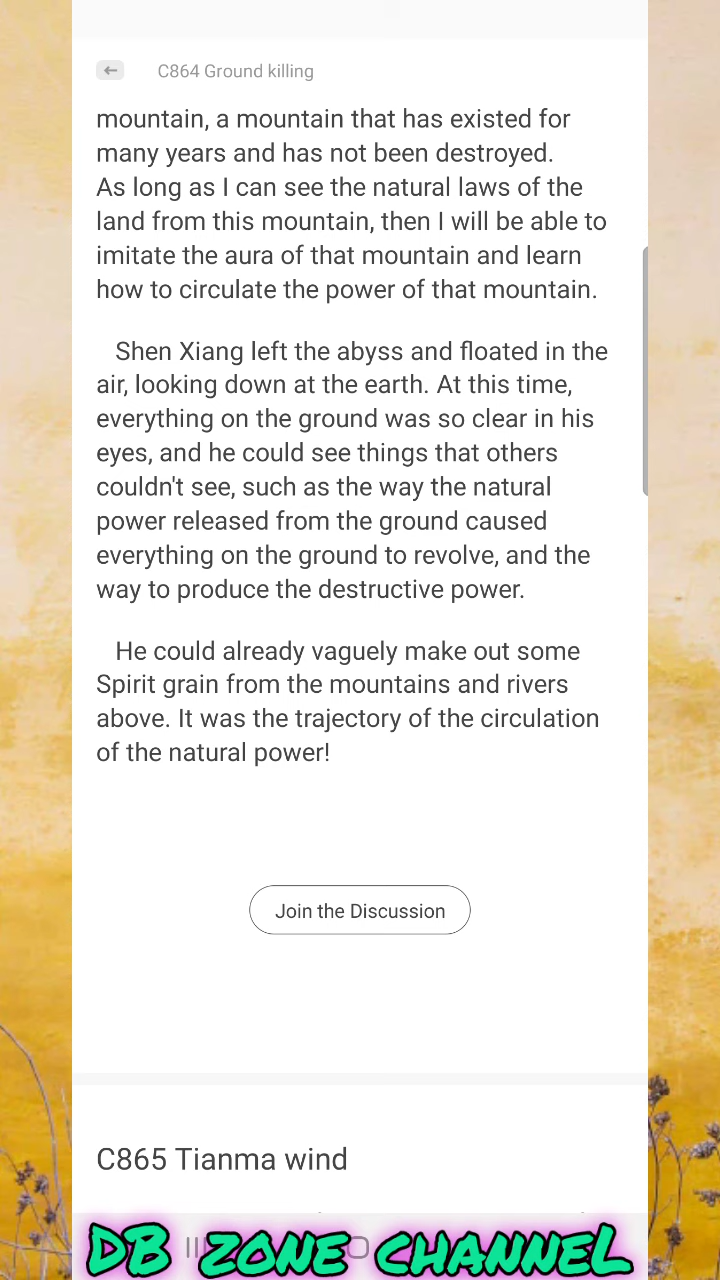 C864 Ground killing
mountain, a mountain that has existed for
many years and has not been destroyed.
As long as I can see the natural laws of the
land from this mountain, then I will be able to
imitate the aura of that mountain and learn
how to circulate the power of that mountain.
Shen Xiang left the abyss and floated in the
air, looking down at the earth. At this time,
everything on the ground was so clear in his
eyes, and he could see things that others
couldn't see, such as the way the natural
power released from the ground caused
everything on the ground to revolve, and the
way to produce the destructive power.
He could already vaguely make out some
Spirit grain from the mountains and rivers
above. It was the trajectory of the circulation
of the natural power!
Join the Discussion
C865 Tianma wind
DB ZONE CHANNEL